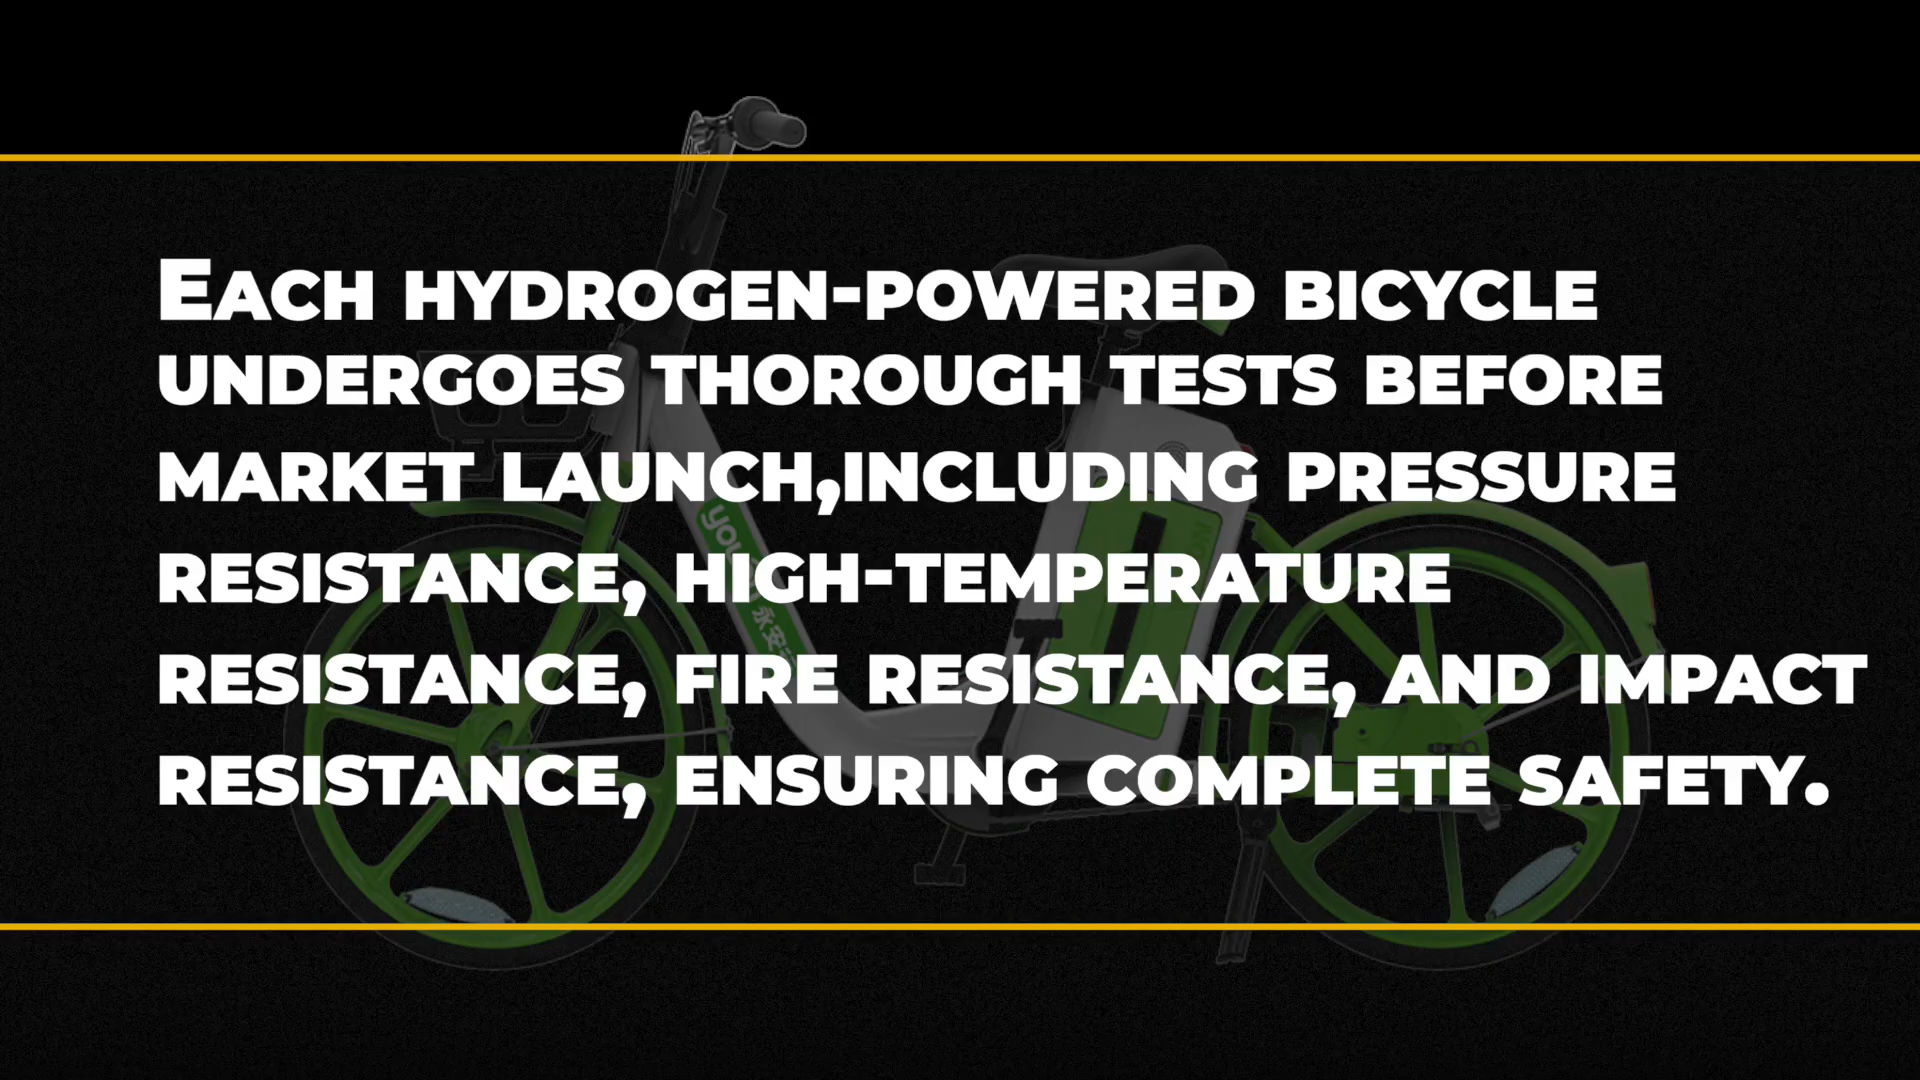 Each hydrogen-powered bicycle
undergoes thorough tests before
market launch,including pressure
resistance, high-temperature
resistance, fire resistance, and impact
resistance, ensuring complete safety.